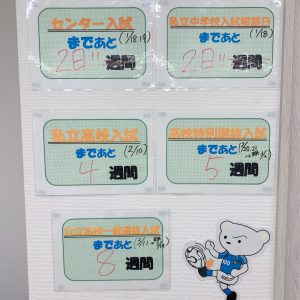 センター入試
まであと(1/18.19)
2日!! 週間
私立中学校入試解禁日
まであと(1/18)
2日!! 週間
私立高校入試
まであと(2/10)
4 週間
高校特別選抜入試
まであと
5 週間
公立高校一般選抜入試
まであと(3/11→
8 週間